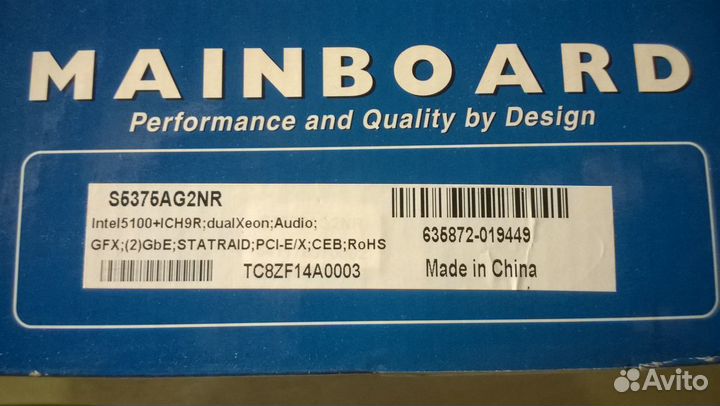 MAINBOARD
Performance and Quality by Design
S5375AG2NR
Intel5100+ICH9R;dualXeon;Audio;
GFX;(2)GbE;STATRAID;PCI-E/X;CEB;RoHS
TC8ZF14A0003
635872-019449
Made in China
Avito